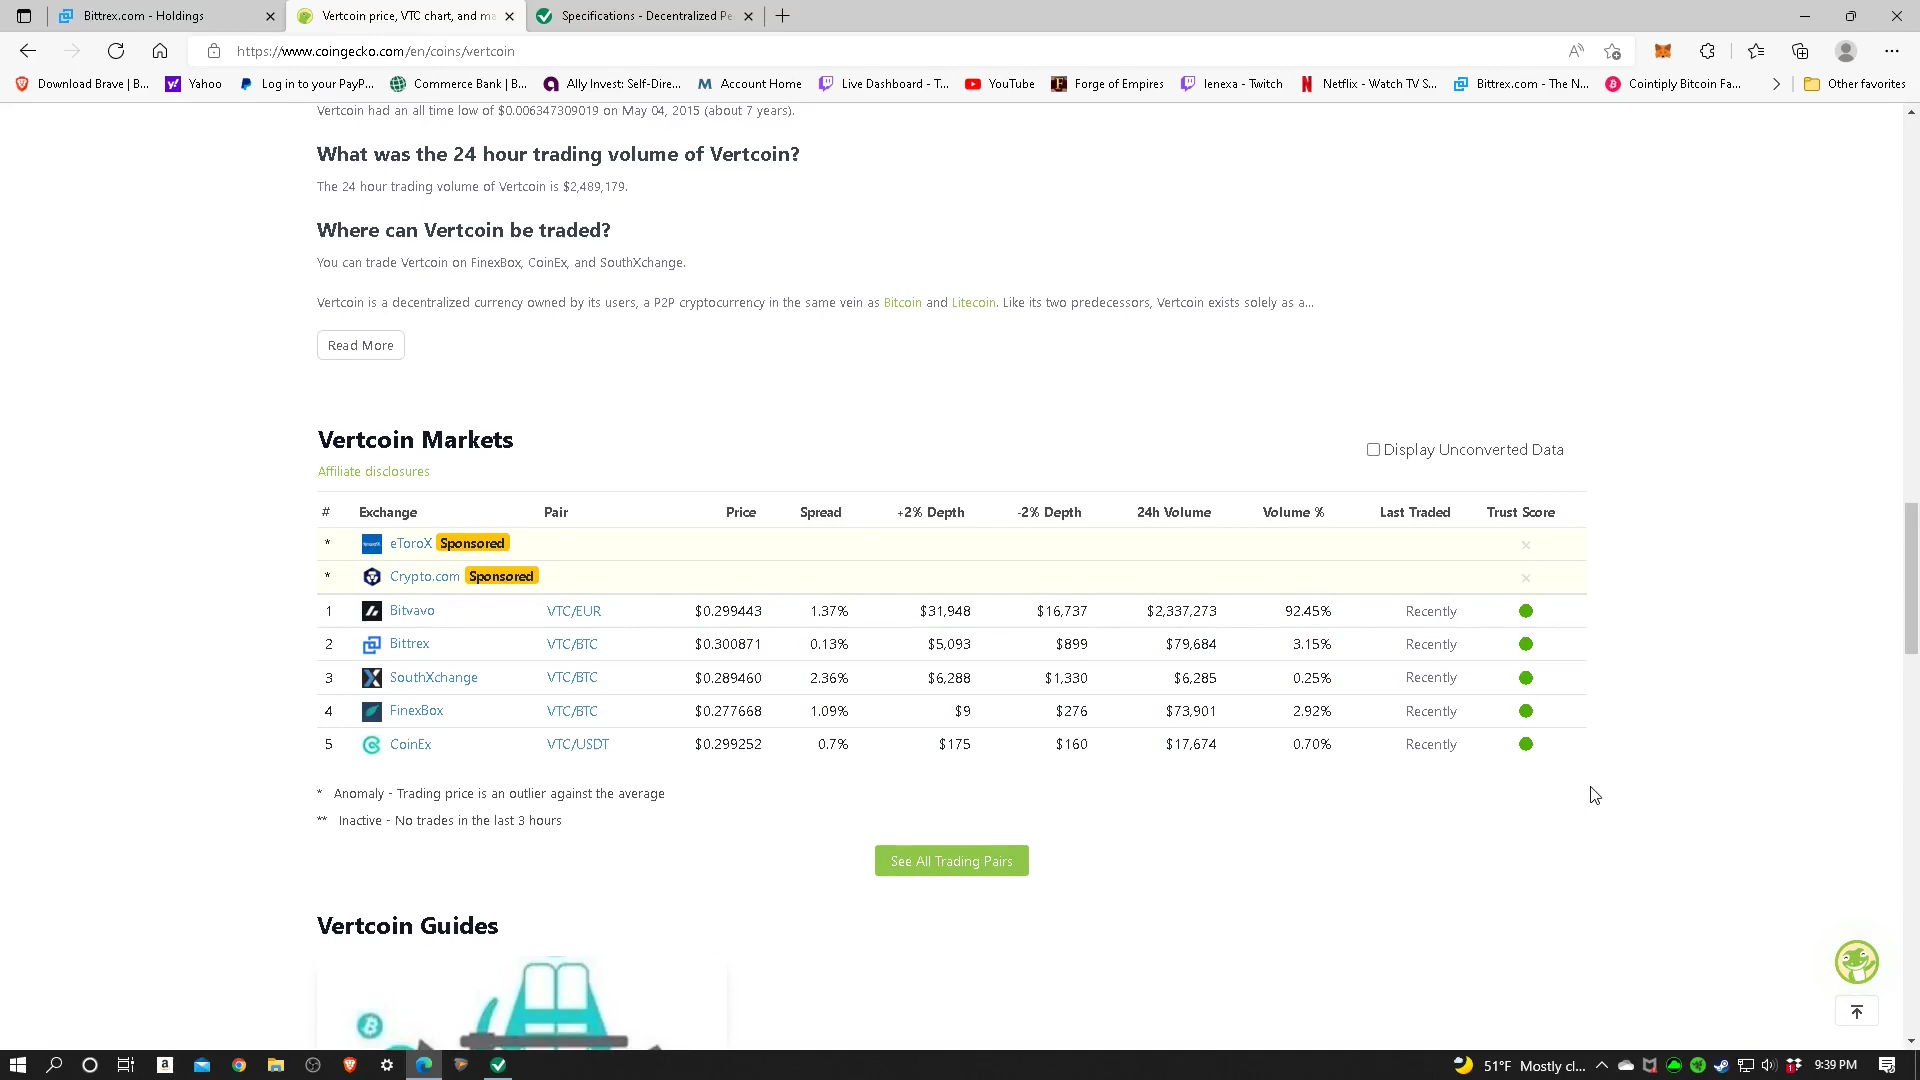 Bittrex.com - Holdings
Vertcoin price, VTC chart, and ma
Specifications - Decentralized Pe
https://www.coingecko.com/en/coins/vertcoin
Download Brave | B...
Yahoo
Log in to your PayP...
Commerce Bank | B...
Ally Invest: Self-Dire...
Account Home
Live Dashboard - T...
YouTube
Forge of Empires
lenexa - Twitch
Netflix - Watch TV S...
Bittrex.com - The N...
Cointiply Bitcoin Fa...
Other favorites
Vertcoin had an all time low of $0.006347309019 on May 04, 2015 (about 7 years).
What was the 24 hour trading volume of Vertcoin?
The 24 hour trading volume of Vertcoin is $2,489,179.
Where can Vertcoin be traded?
You can trade Vertcoin on FinexBox, CoinEx, and SouthXchange.
Vertcoin is a decentralized currency owned by its users, a P2P cryptocurrency in the same vein as Bitcoin and Litecoin. Like its two predecessors, Vertcoin exists solely as a...
Read More
Vertcoin Markets
Display Unconverted Data
Affiliate disclosures
# Exchange Pair Price Spread +2% Depth -2% Depth 24h Volume Volume % Last Traded Trust Score
* eToroX Sponsored
* Crypto.com Sponsored
1 Bitvavo VTC/EUR $0.299443 1.37% $31,948 $16,737 $2,337,273 92.45% Recently
2 Bittrex VTC/BTC $0.300871 0.13% $5,093 $899 $79,684 3.15% Recently
3 SouthXchange VTC/BTC $0.289460 2.36% $6,288 $1,330 $6,285 0.25% Recently
4 FinexBox VTC/BTC $0.277668 1.09% $9 $276 $73,901 2.92% Recently
5 CoinEx VTC/USDT $0.299252 0.7% $175 $160 $17,674 0.70% Recently
* Anomaly - Trading price is an outlier against the average
** Inactive - No trades in the last 3 hours
See All Trading Pairs
Vertcoin Guides
51°F Mostly cl...
9:39 PM